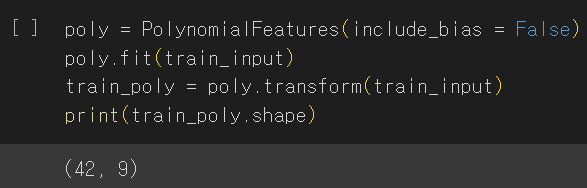 [ ] poly = PolynomialFeatures(include_bias = False)
poly.fit(train_input)
train_poly = poly.transform(train_input)
print(train_poly.shape)
(42, 9)